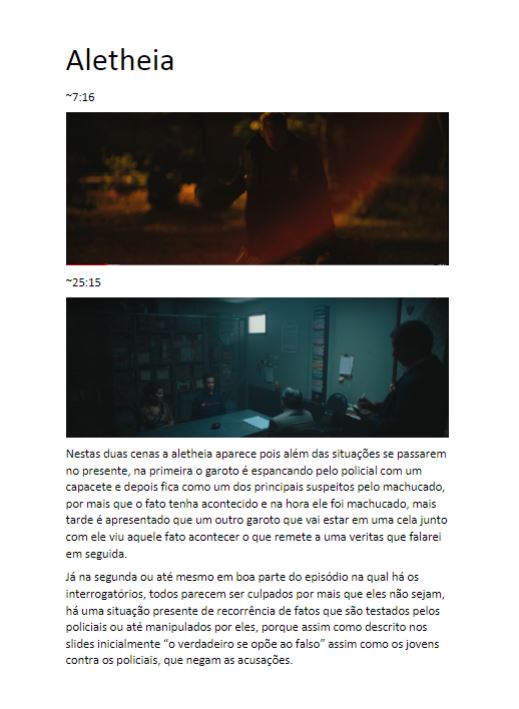 Aletheia
~7:16
~25:15
Nestas duas cenas a aletheia aparece pois além das situações se passarem
no presente, na primeira o garoto é espancando pelo policial com um
capacete e depois fica como um dos principais suspeitos pelo machucado,
por mais que o fato tenha acontecido e na hora ele foi machucado, mais
tarde é apresentado que um outro garoto que vai estar em uma cela junto
com ele viu aquele fato acontecer o que remete a uma veritas que falarei
em seguida.
Já na segunda ou até mesmo em boa parte do episódio na qual há os
interrogatórios, todos parecem ser culpados por mais que eles não sejam,
há uma situação presente de recorrência de fatos que são testados pelos
policiais ou até manipulados por eles, porque assim como descrito nos
slides inicialmente “o verdadeiro se opõe ao falso” assim como os jovens
contra os policiais, que negam as acusações.